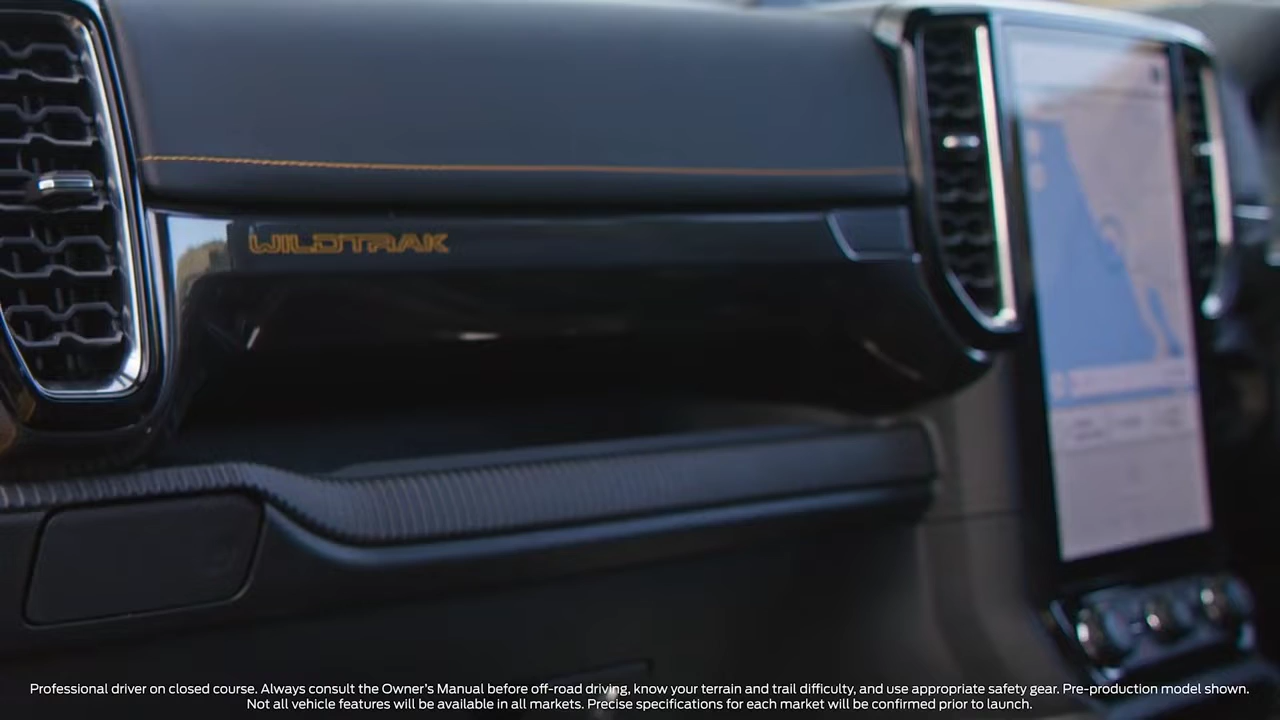 WILDTRAK
Professional driver on closed course. Always consult the Owner's Manual before off-road driving, know your terrain and trail difficulty, and use appropriate safety gear. Pre-production model shown.
Not all vehicle features will be available in all markets. Precise specifications for each market will be confirmed prior to launch.